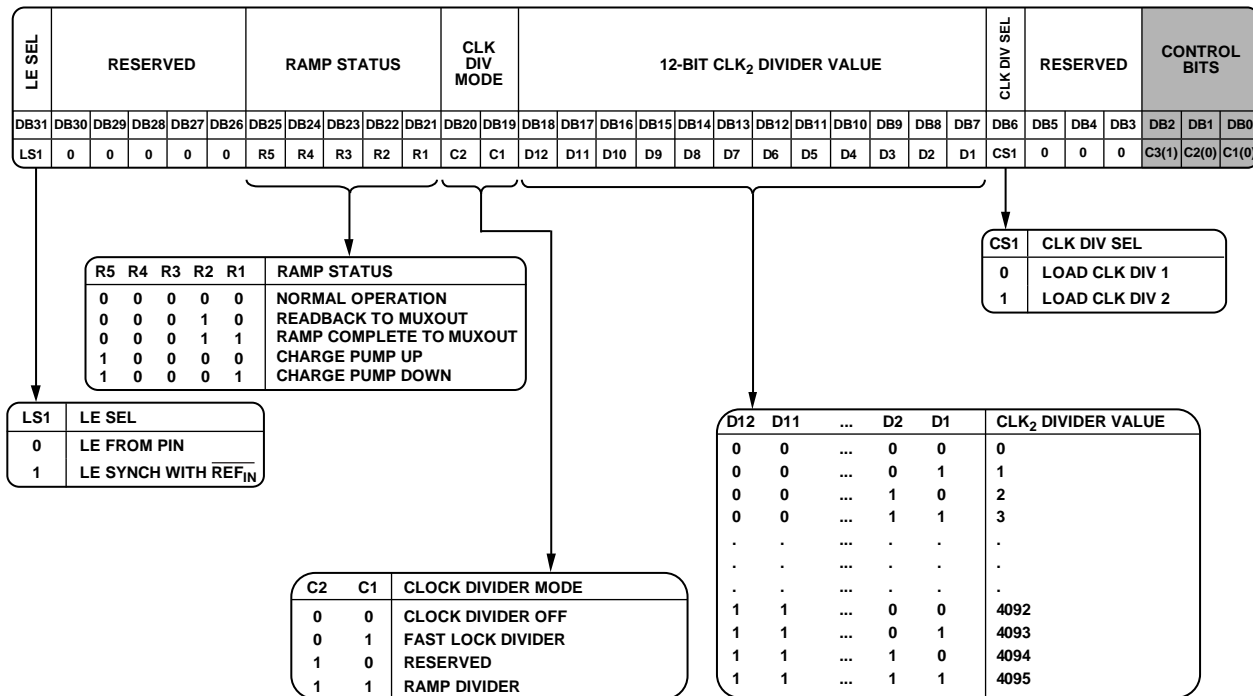 LE SEL
RESERVED
RAMP STATUS
CLK
DIV
MODE
12-BIT CLK2 DIVIDER VALUE
CLK DIV SEL
RESERVED
CONTROL
BITS
DB31 DB30 DB29 DB28 DB27 DB26 DB25 DB24 DB23 DB22 DB21 DB20 DB19 DB18 DB17 DB16 DB15 DB14 DB13 DB12 DB11 DB10 DB9 DB8 DB7 DB6 DB5 DB4 DB3 DB2 DB1 DB0
LS1 0 0 0 0 0 R5 R4 R3 R2 R1 C2 C1 D12 D11 D10 D9 D8 D7 D6 D5 D4 D3 D2 D1 CS1 0 0 0 C3(1) C2(0) C1(0)
CS1 CLK DIV SEL
0 LOAD CLK DIV 1
1 LOAD CLK DIV 2
R5 R4 R3 R2 R1 RAMP STATUS
0 0 0 0 0 NORMAL OPERATION
0 0 0 1 0 READBACK TO MUXOUT
0 0 0 1 1 RAMP COMPLETE TO MUXOUT
1 0 0 0 0 CHARGE PUMP UP
1 0 0 0 1 CHARGE PUMP DOWN
LS1 LE SEL
0 LE FROM PIN
1 LE SYNCH WITH REFIN
D12 D11 ... D2 D1 CLK2 DIVIDER VALUE
0 0 ... 0 0 0
0 0 ... 0 1 1
0 0 ... 1 0 2
0 0 ... 1 1 3
. . ... . . .
. . ... . . .
. . ... . . .
1 1 ... 0 0 4092
1 1 ... 0 1 4093
1 1 ... 1 0 4094
1 1 ... 1 1 4095
C2 C1 CLOCK DIVIDER MODE
0 0 CLOCK DIVIDER OFF
0 1 FAST LOCK DIVIDER
1 0 RESERVED
1 1 RAMP DIVIDER